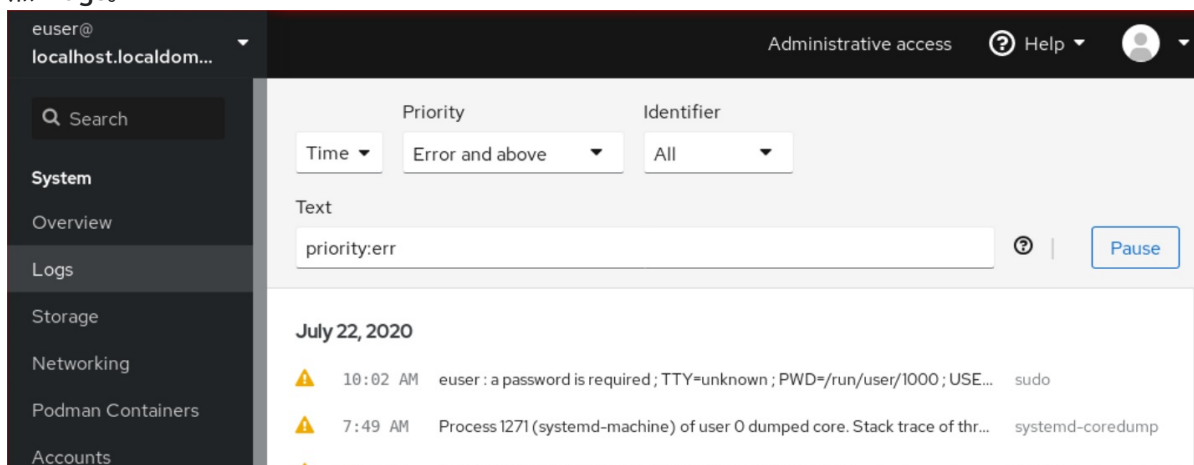 euser@
localhost.localdom...
Administrative access
Help
Search
System
Overview
Logs
Storage
Networking
Podman Containers
Accounts
Priority
Identifier
Time
Error and above
All
Text
priority:err
Pause
July 22, 2020
10:02 AM euser : a password is required ; TTY=unknown ; PWD=/run/user/1000 ; USE... sudo
7:49 AM Process 1271 (systemd-machine) of user 0 dumped core. Stack trace of thr... systemd-coredump